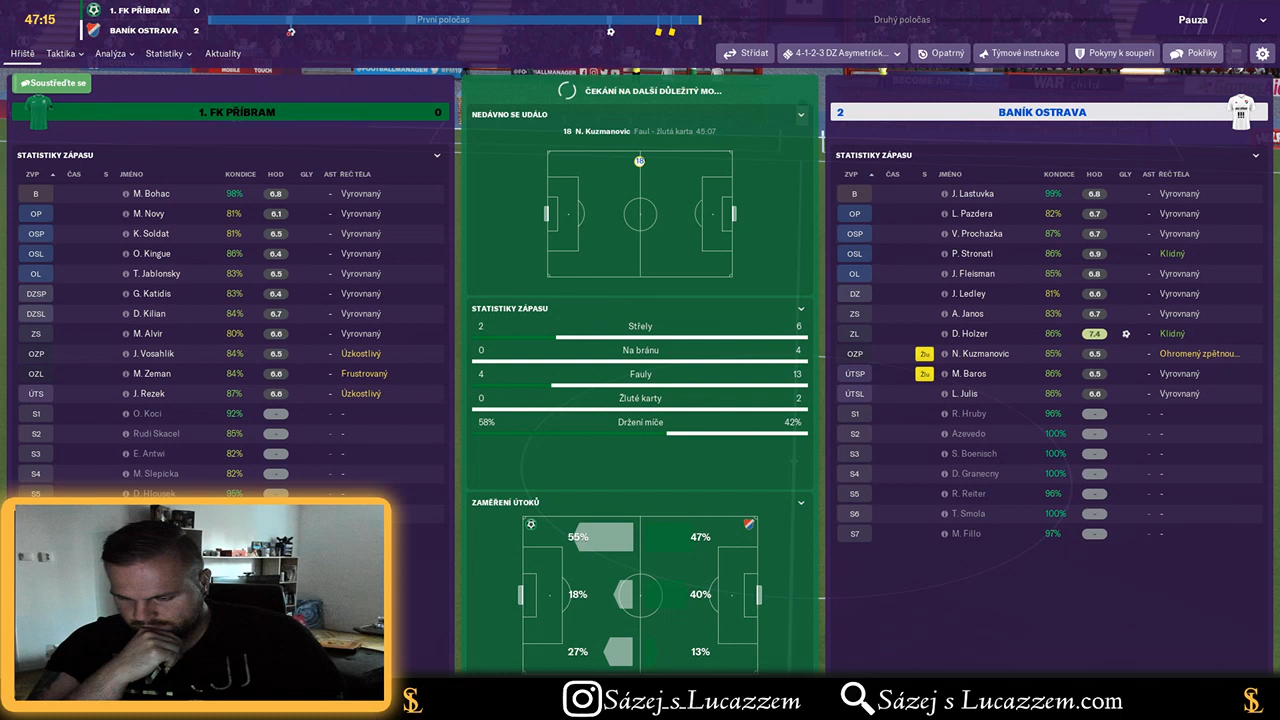 47:15
1. FK PŘÍBRAM 0
BANÍK OSTRAVA 2
První poločas
Druhý poločas
Pauza
Hřiště Taktika Analýza Statistiky Aktuality
Střídat 4-1-2-3 DZ Asymetrick... Opatrný Týmové instrukce Pokyny k soupeři Pokřiky
Soustřeďte se
1. FK PŘÍBRAM 0
STATISTIKY ZÁPASU
ZVP ČAS S JMÉNO KONDICE HOD GLY AST ŘEČ TĚLA
B M. Bohac 98% 6.8 - Vyrovnaný
OP M. Novy 81% 6.1 - Vyrovnaný
OSP K. Soldat 81% 6.5 - Vyrovnaný
OSL O. Kingue 86% 6.4 - Vyrovnaný
OL T. Jablonsky 83% 6.5 - Vyrovnaný
DZSP G. Katidis 83% 6.4 - Vyrovnaný
DZSL D. Kilian 84% 6.7 - Vyrovnaný
ZS M. Alvir 80% 6.6 - Vyrovnaný
OZP J. Vosahlik 84% 6.5 - Úzkostlivý
OZL M. Zeman 84% 6.6 - Frustrovaný
ÚTS J. Rezek 87% 6.6 - Úzkostlivý
S1 O. Koci 92% - - -
S2 Rudi Skacel 85% - - -
S3 E. Antwi 82% - - -
S4 M. Slepicka 82% - - -
S5 D. Hlousek 95% - - -
ČEKÁNÍ NA DALŠÍ DŮLEŽITÝ MO...
NEDÁVNO SE UDÁLO
18 N. Kuzmanovic Faul - žlutá karta 45:07
18
STATISTIKY ZÁPASU
2 Střely 6
0 Na bránu 4
4 Fauly 13
0 Žluté karty 2
58% Držení míče 42%
ZAMĚŘENÍ ÚTOKŮ
55% 47%
18% 40%
27% 13%
2 BANÍK OSTRAVA
STATISTIKY ZÁPASU
ZVP ČAS S JMÉNO KONDICE HOD GLY AST ŘEČ TĚLA
B J. Lastuvka 99% 6.8 - Vyrovnaný
OP L. Pazdera 82% 6.7 - Vyrovnaný
OSP V. Prochazka 87% 6.7 - Vyrovnaný
OSL P. Stronati 86% 6.9 - Klidný
OL J. Fleisman 85% 6.8 - Vyrovnaný
DZ J. Ledley 81% 6.6 - Vyrovnaný
ZS A. Janos 83% 6.7 - Vyrovnaný
ZL D. Holzer 86% 7.4 - Klidný
OZP Žlu N. Kuzmanovic 85% 6.5 - Ohromený zpětnou...
ÚTSP Žlu M. Baros 86% 6.5 - Vyrovnaný
ÚTSL L. Julis 86% 6.6 - Vyrovnaný
S1 R. Hruby 96% - - -
S2 Azevedo 100% - - -
S3 S. Boenisch 100% - - -
S4 D. Granecny 100% - - -
S5 R. Reiter 96% - - -
S6 T. Smola 100% - - -
S7 M. Fillo 97% - - -
Sázej_s_Lucazzem
Sázej s Lucazzem.com